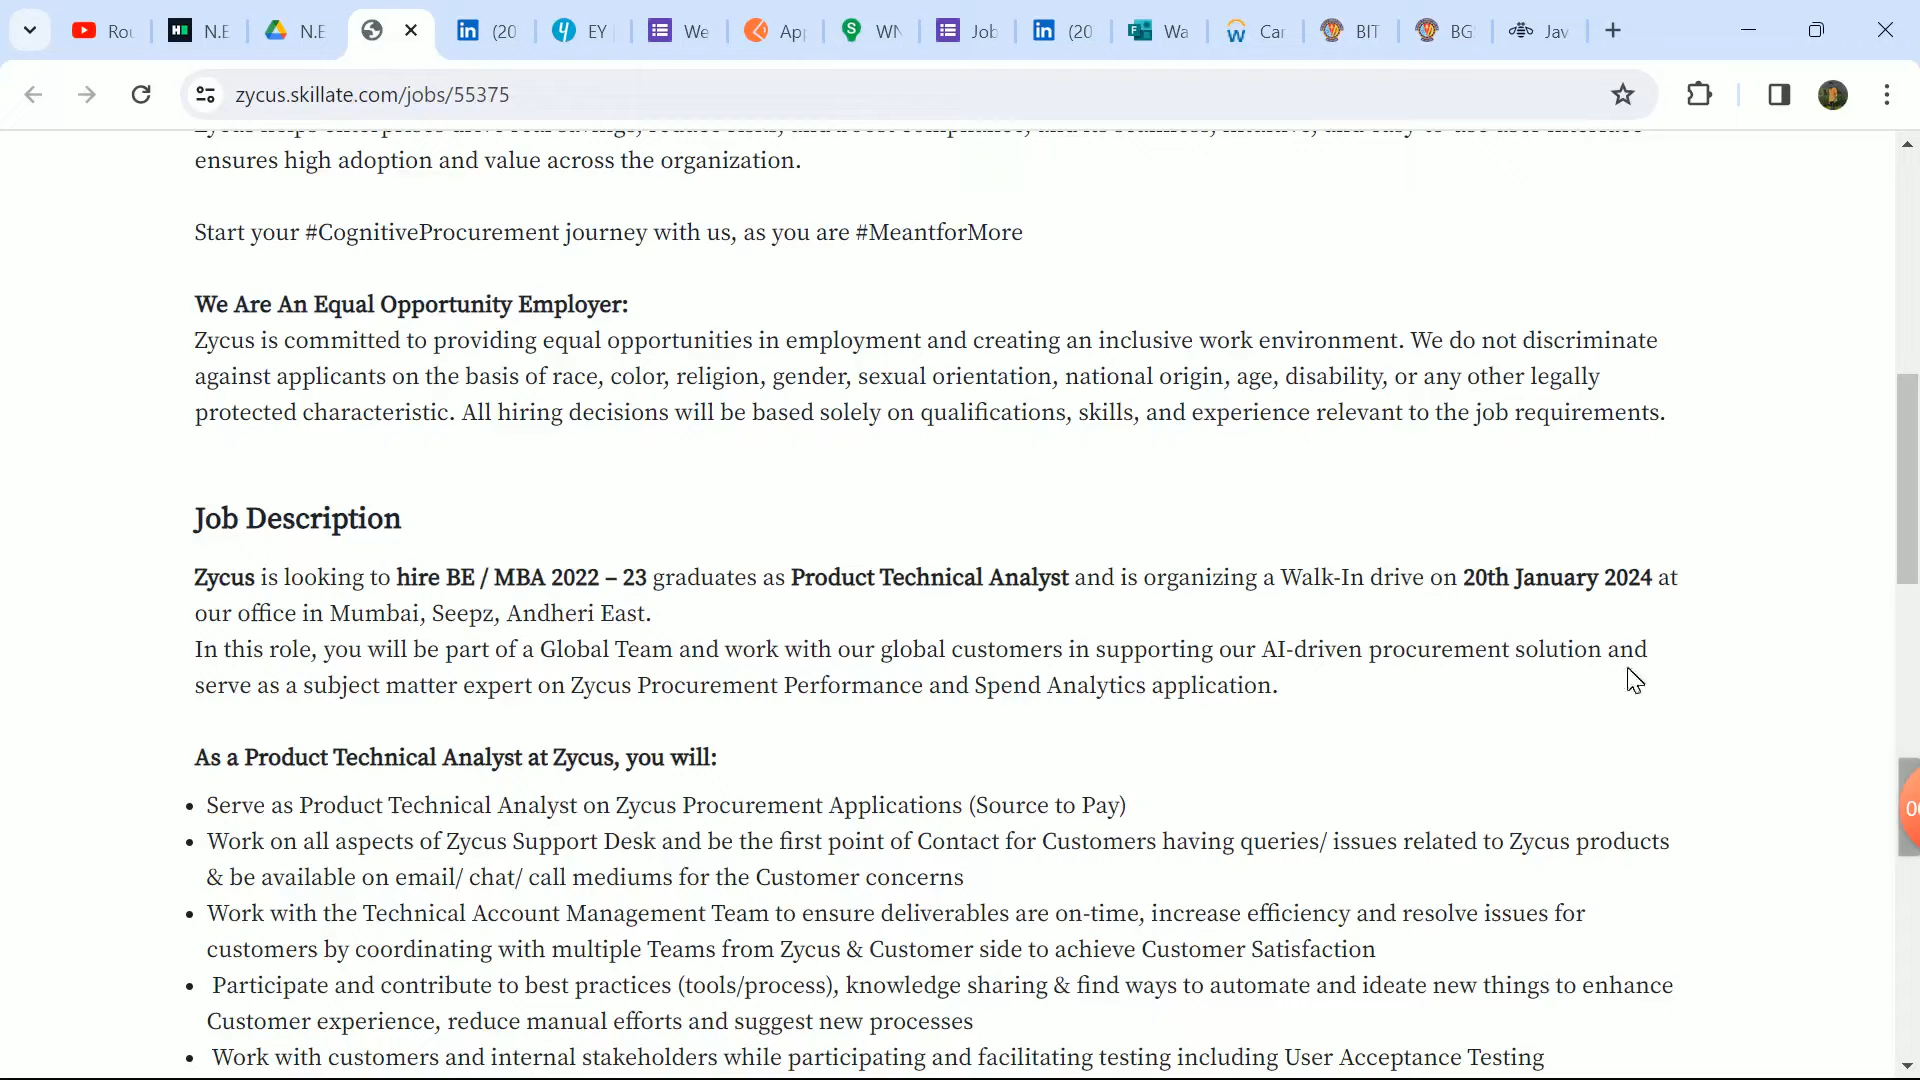 Rou
N.E
N.E
(20
EY
We
App
WN
Job
(20
Wa
Car
BIT
BG
Jav
zycus.skillate.com/jobs/55375
ensures high adoption and value across the organization.
Start your #CognitiveProcurement journey with us, as you are #MeantforMore
We Are An Equal Opportunity Employer:
Zycus is committed to providing equal opportunities in employment and creating an inclusive work environment. We do not discriminate
against applicants on the basis of race, color, religion, gender, sexual orientation, national origin, age, disability, or any other legally
protected characteristic. All hiring decisions will be based solely on qualifications, skills, and experience relevant to the job requirements.
Job Description
Zycus is looking to hire BE / MBA 2022 – 23 graduates as Product Technical Analyst and is organizing a Walk-In drive on 20th January 2024 at
our office in Mumbai, Seepz, Andheri East.
In this role, you will be part of a Global Team and work with our global customers in supporting our AI-driven procurement solution and
serve as a subject matter expert on Zycus Procurement Performance and Spend Analytics application.
As a Product Technical Analyst at Zycus, you will:
• Serve as Product Technical Analyst on Zycus Procurement Applications (Source to Pay)
• Work on all aspects of Zycus Support Desk and be the first point of Contact for Customers having queries/ issues related to Zycus products
& be available on email/ chat/ call mediums for the Customer concerns
• Work with the Technical Account Management Team to ensure deliverables are on-time, increase efficiency and resolve issues for
customers by coordinating with multiple Teams from Zycus & Customer side to achieve Customer Satisfaction
• Participate and contribute to best practices (tools/process), knowledge sharing & find ways to automate and ideate new things to enhance
Customer experience, reduce manual efforts and suggest new processes
• Work with customers and internal stakeholders while participating and facilitating testing including User Acceptance Testing